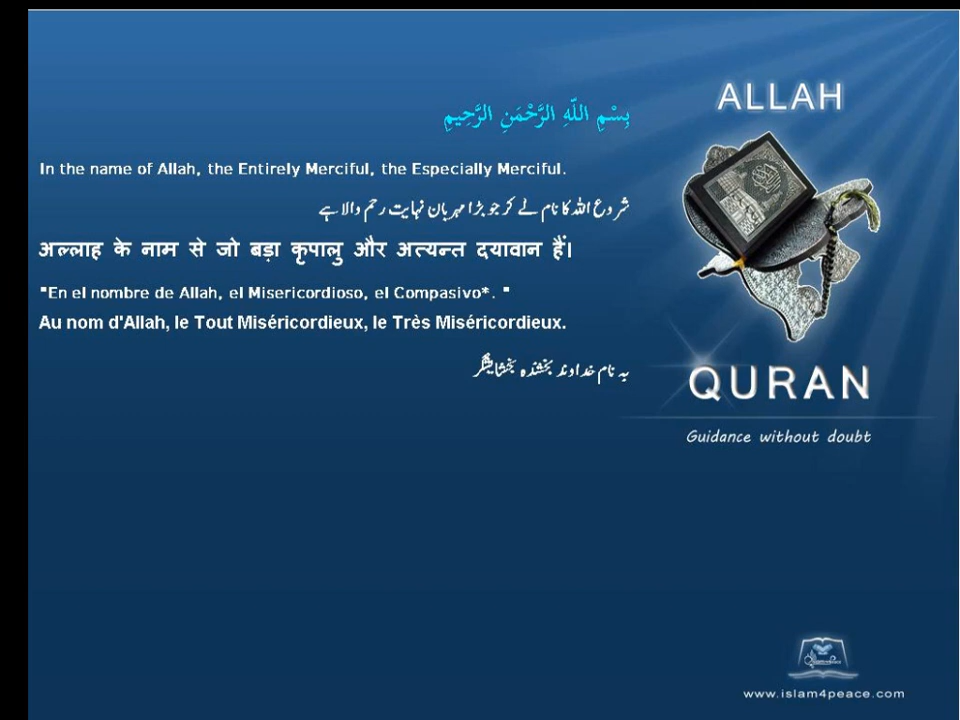 بِسْمِ اللّهِ الرَّحْمَنِ الرَّحِيمِ
In the name of Allah, the Entirely Merciful, the Especially Merciful.
شروع الله کا نام لے کر جو بڑا مہربان نہایت رحم والا ہے
अल्लाह के नाम से जो बड़ा कृपालु और अत्यन्त दयावान हैं।
"En el nombre de Allah, el Misericordioso, el Compasivo*. "
Au nom d'Allah, le Tout Miséricordieux, le Très Miséricordieux.
به نام خداوند بخشنده بخشایشگر
ALLAH
QURAN
Guidance without doubt
www.islam4peace.com